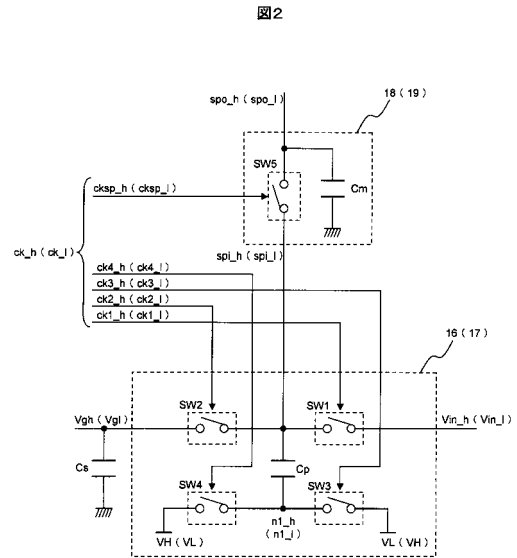 図2
18(19)
spo_h(spo_l)
SW5
Cm
cksp_h(cksp_l)
ck_h(ck_l)
spi_h(spi_l)
ck4_h(ck4_l)
ck3_h(ck3_l)
ck2_h(ck2_l)
ck1_h(ck1_l)
16(17)
SW2
SW1
Vgh(Vgl)
Vin_h(Vin_l)
Cs
Cp
SW4
SW3
n1_h
(n1_l)
VH(VL)
VL(VH)